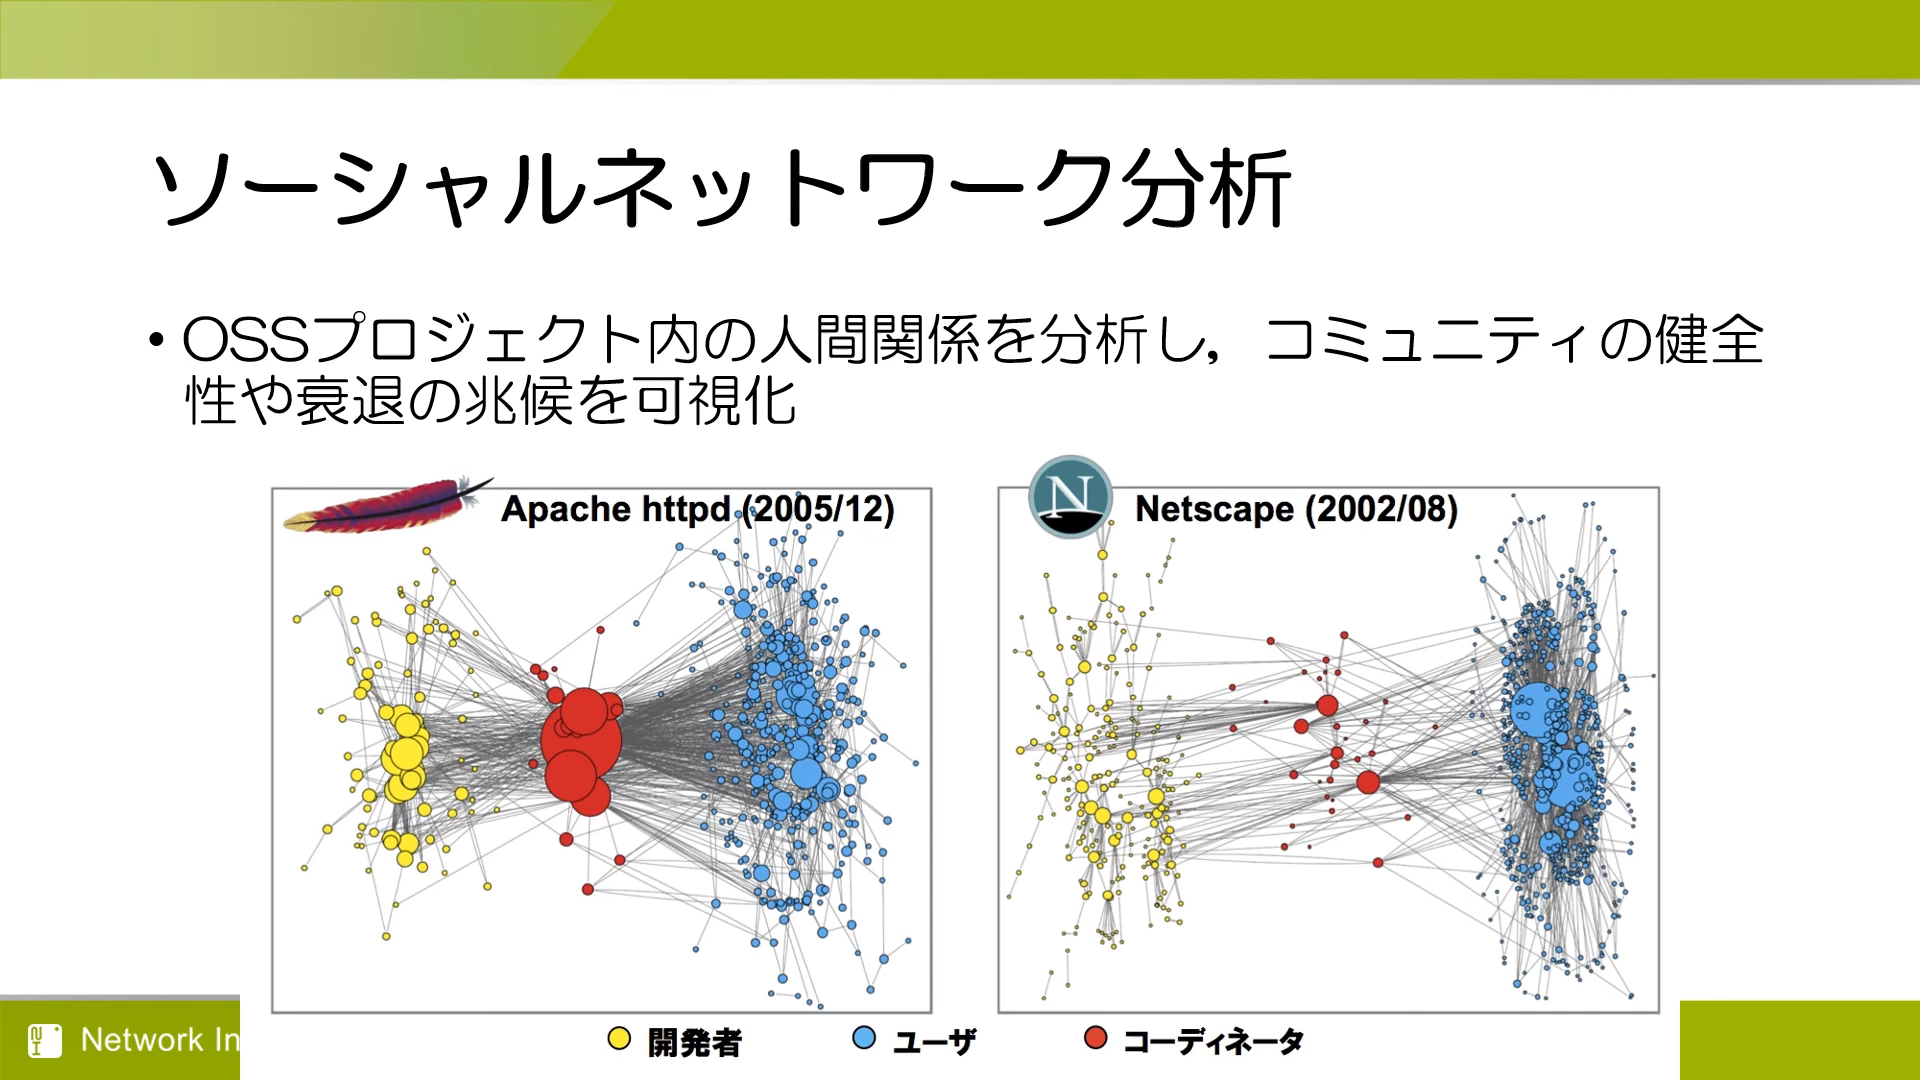 ソーシャルネットワーク分析
• OSSプロジェクト内の人間関係を分析し，コミュニティの健全
性や衰退の兆候を可視化
Apache httpd (2005/12)
N
Netscape (2002/08)
開発者
ユーザ
コーディネータ
Network In